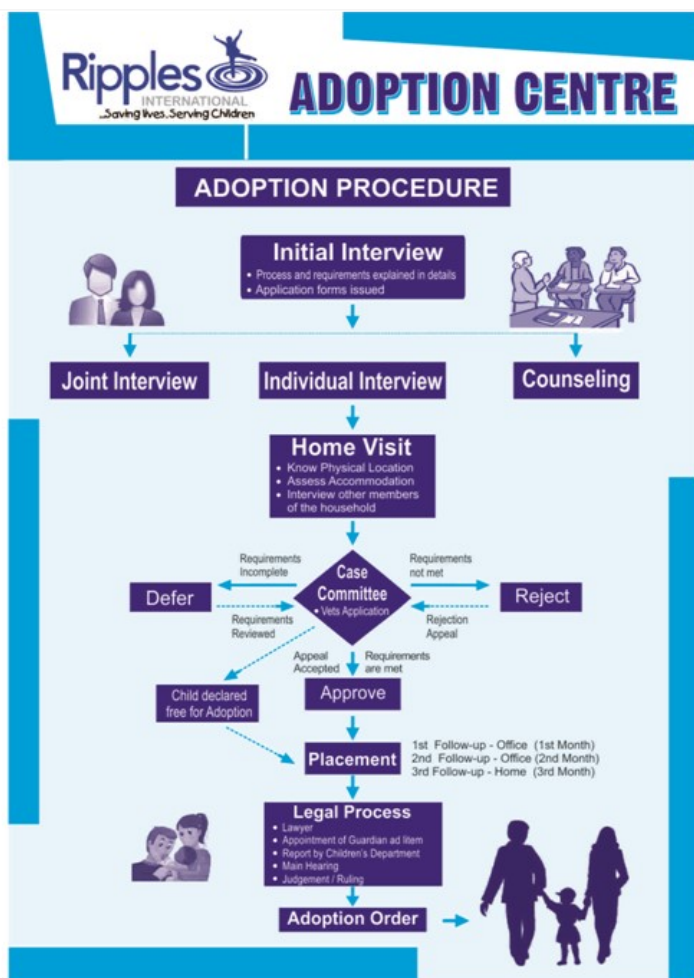 Ripples
INTERNATIONAL
..Saving lives..Serving Children
ADOPTION CENTRE
ADOPTION PROCEDURE
Initial Interview
• Process and requirements explained in details
• Application forms issued
Joint Interview
Individual Interview
Counseling
Home Visit
• Know Physical Location
• Assess Accommodation
• Interview other members
of the household
Requirements
Incomplete
Requirements
not met
Case
Committee
• Vets Application
Defer
Reject
Requirements
Reviewed
Rejection
Appeal
Appeal
Accepted
Requirements
are met
Child declared
free for Adoption
Approve
Placement
1st Follow-up - Office (1st Month)
2nd Follow-up - Office (2nd Month)
3rd Follow-up - Home (3rd Month)
Legal Process
• Lawyer
• Appointment of Guardian ad litem
• Report by Children's Department
• Main Hearing
• Judgement / Ruling
Adoption Order